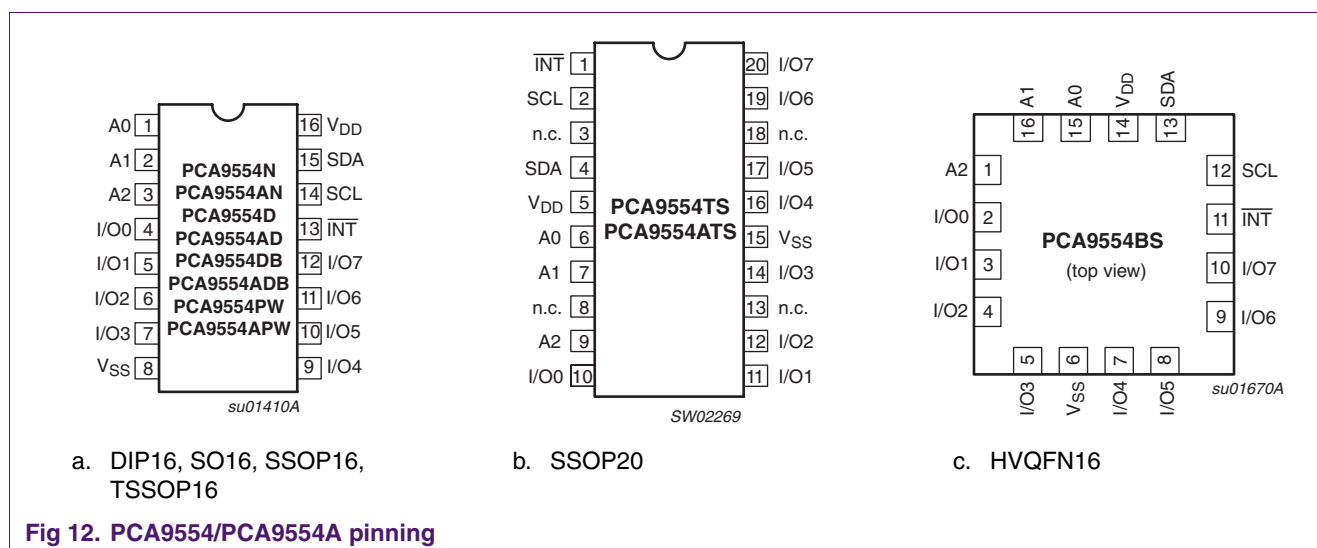 A0 1
A1 2
A2 3
I/O0 4
I/O1 5
I/O2 6
I/O3 7
VSS 8
PCA9554N
PCA9554AN
PCA9554D
PCA9554AD
PCA9554DB
PCA9554ADB
PCA9554PW
PCA9554APW
16 VDD
15 SDA
14 SCL
13 INT
12 I/O7
11 I/O6
10 I/O5
9 I/O4
su01410A
a. DIP16, SO16, SSOP16,
TSSOP16
INT 1
SCL 2
n.c. 3
SDA 4
VDD 5
A0 6
A1 7
n.c. 8
A2 9
I/O0 10
PCA9554TS
PCA9554ATS
20 I/O7
19 I/O6
18 n.c.
17 I/O5
16 I/O4
15 VSS
14 I/O3
13 n.c.
12 I/O2
11 I/O1
SW02269
b. SSOP20
A1 A0 VDD SDA
16 15 14 13
A2 1
I/O0 2
I/O1 3
I/O2 4
PCA9554BS
(top view)
12 SCL
11 INT
10 I/O7
9 I/O6
5 6 7 8
I/O3 VSS I/O4 I/O5
su01670A
c. HVQFN16
Fig 12. PCA9554/PCA9554A pinning